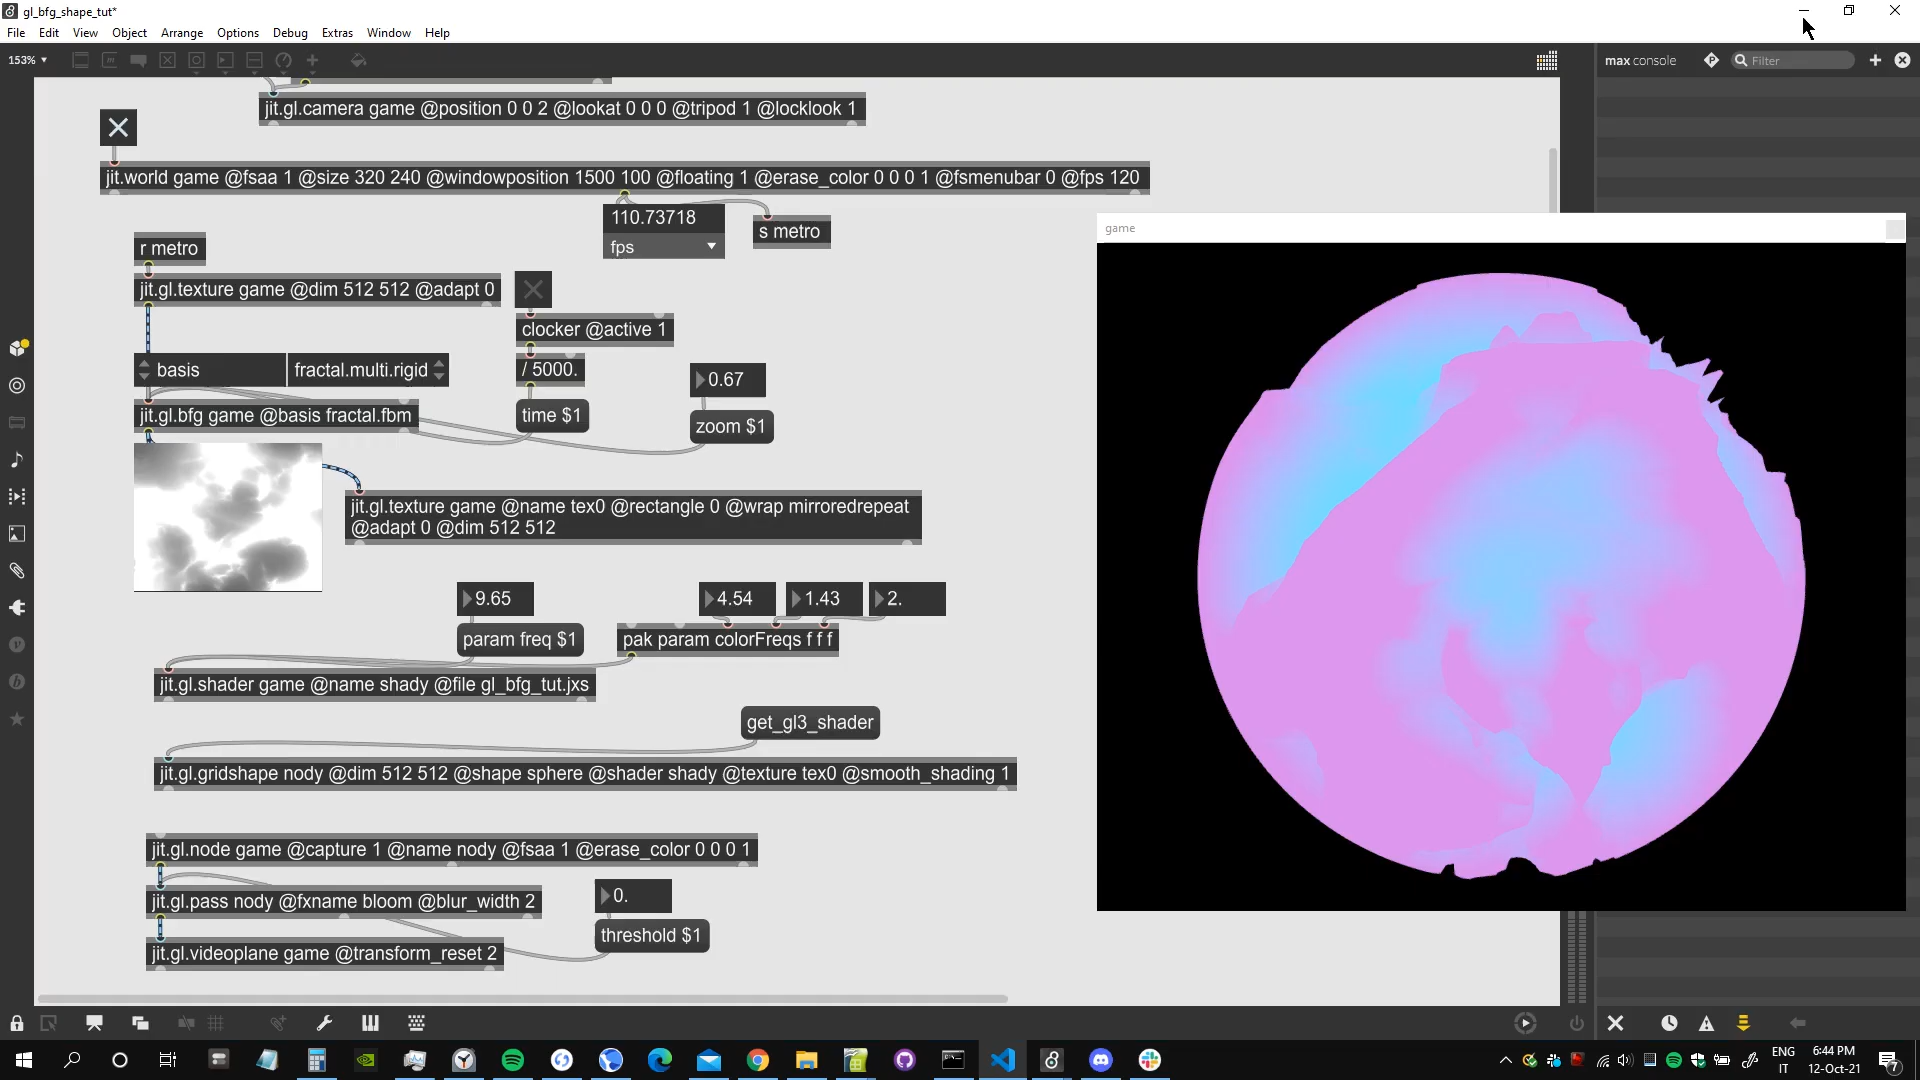 gl_bfg_shape_tut*
File Edit View Object Arrange Options Debug Extras Window Help
153%
max console
Filter
jit.gl.camera game @position 0 0 2 @lookat 0 0 0 @tripod 1 @locklook 1
jit.world game @fsaa 1 @size 320 240 @windowposition 1500 100 @floating 1 @erase_color 0 0 0 1 @fsmenubar 0 @fps 120
110.73718
fps
s metro
r metro
jit.gl.texture game @dim 512 512 @adapt 0
clocker @active 1
/ 5000.
time $1
basis
fractal.multi.rigid
0.67
zoom $1
jit.gl.bfg game @basis fractal.fbm
jit.gl.texture game @name tex0 @rectangle 0 @wrap mirroredrepeat
@adapt 0 @dim 512 512
9.65
4.54
1.43
2.
param freq $1
pak param colorFreqs f f f
jit.gl.shader game @name shady @file gl_bfg_tut.jxs
get_gl3_shader
jit.gl.gridshape nody @dim 512 512 @shape sphere @shader shady @texture tex0 @smooth_shading 1
jit.gl.node game @capture 1 @name nody @fsaa 1 @erase_color 0 0 0 1
jit.gl.pass nody @fxname bloom @blur_width 2
0.
threshold $1
jit.gl.videoplane game @transform_reset 2
game
ENG
IT
6:44 PM
12-Oct-21
7